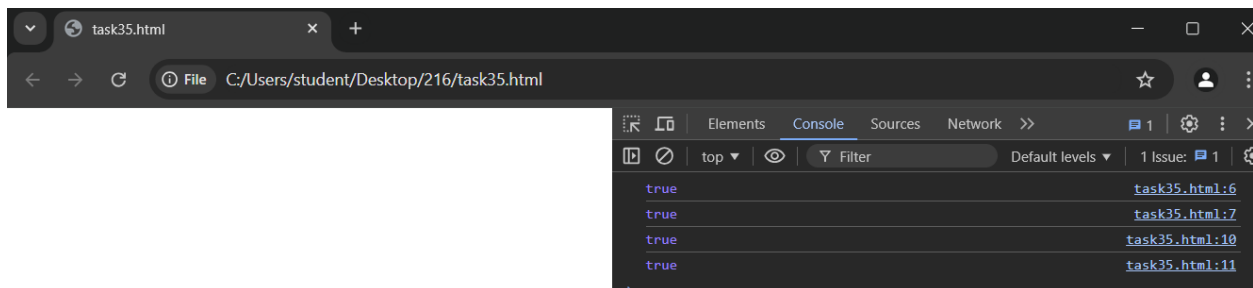 task35.html
File C:/Users/student/Desktop/216/task35.html
Elements Console Sources Network 1
top Filter Default levels 1 Issue: 1
true task35.html:6
true task35.html:7
true task35.html:10
true task35.html:11